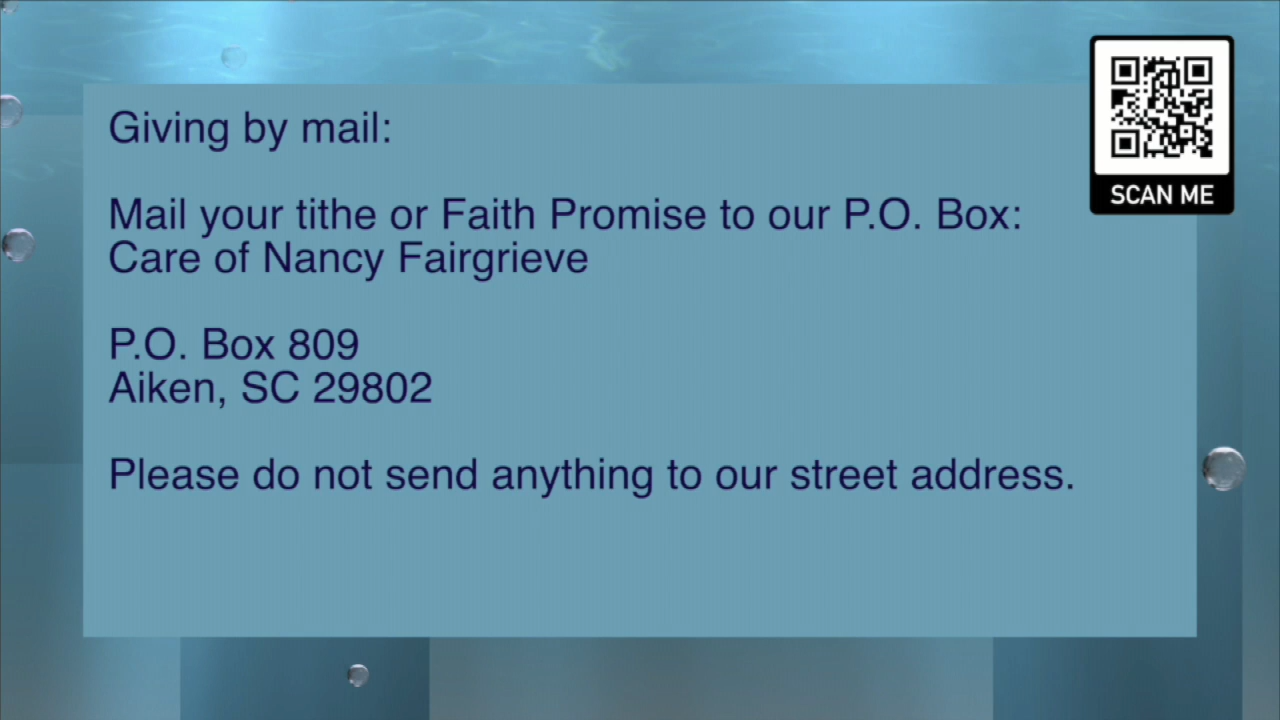 Giving by mail:
Mail your tithe or Faith Promise to our P.O. Box:
Care of Nancy Fairgrieve
P.O. Box 809
Aiken, SC 29802
Please do not send anything to our street address.
SCAN ME